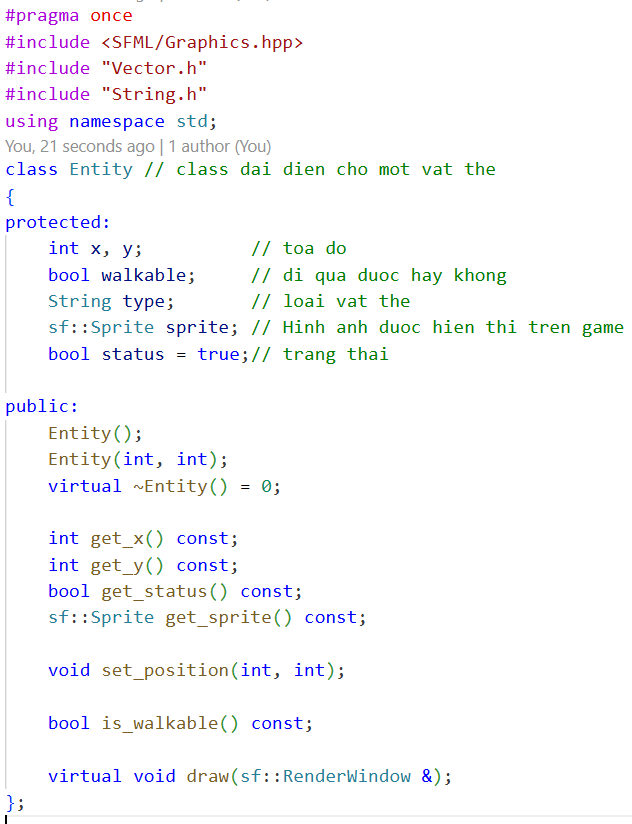 #pragma once
#include <SFML/Graphics.hpp>
#include "Vector.h"
#include "String.h"
using namespace std;
You, 21 seconds ago | 1 author (You)
class Entity // class dai dien cho mot vat the
{
protected:
    int x, y;          // toa do
    bool walkable;     // di qua duoc hay khong
    String type;       // loai vat the
    sf::Sprite sprite; // Hinh anh duoc hien thi tren game
    bool status = true;// trang thai

public:
    Entity();
    Entity(int, int);
    virtual ~Entity() = 0;

    int get_x() const;
    int get_y() const;
    bool get_status() const;
    sf::Sprite get_sprite() const;

    void set_position(int, int);

    bool is_walkable() const;

    virtual void draw(sf::RenderWindow &);
};